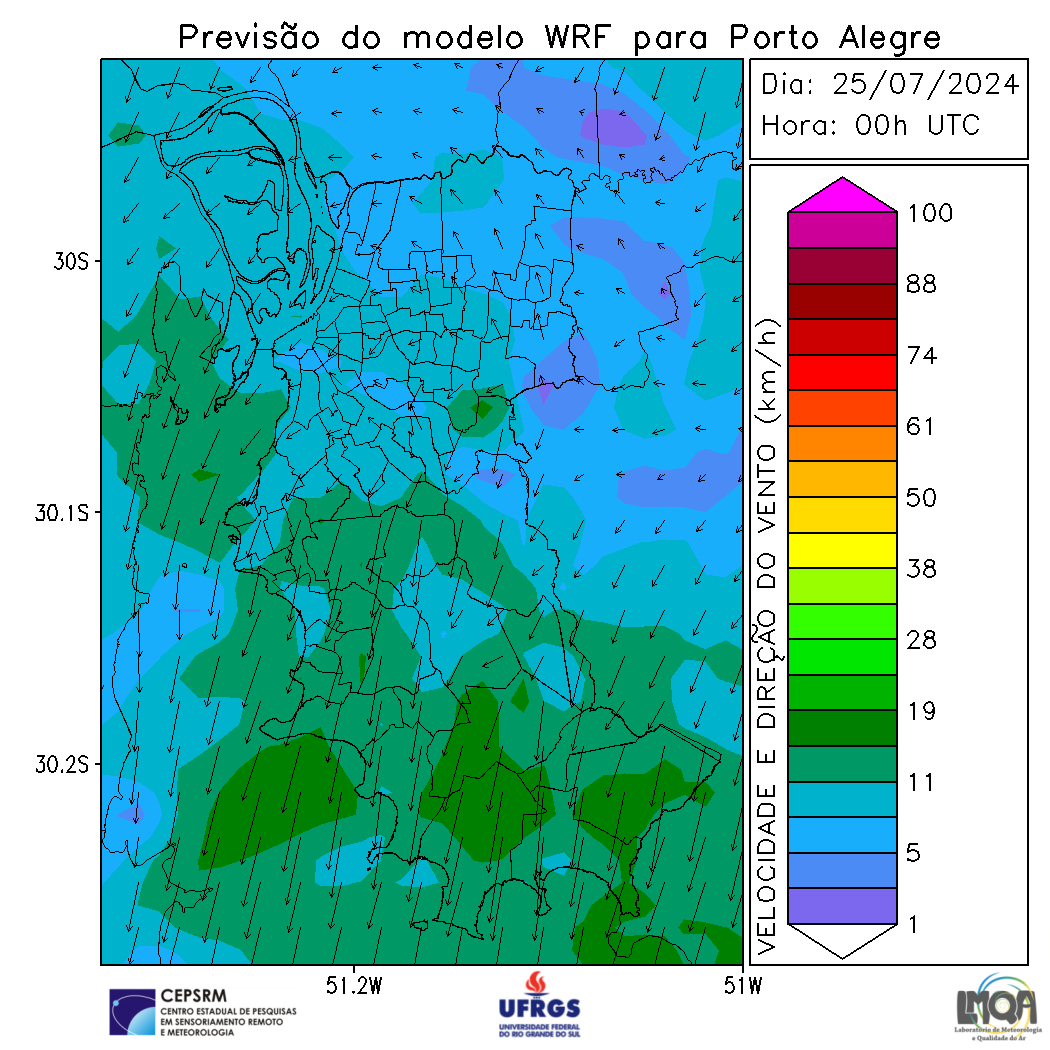 Previsão do modelo WRF para Porto Alegre
Dia: 25/07/2024
Hora: 00h UTC
30S
30.1S
30.2S
51.2W
51W
VELOCIDADE E DIREÇÃO DO VENTO (km/h)
100
88
74
61
50
38
28
19
11
5
1
CEPSRM
CENTRO ESTADUAL DE PESQUISAS
EM SENSORIAMENTO REMOTO
E METEOROLOGIA
UFRGS
UNIVERSIDADE FEDERAL
DO RIO GRANDE DO SUL
LMQA
Laboratório de Meteorologia
e Qualidade do Ar